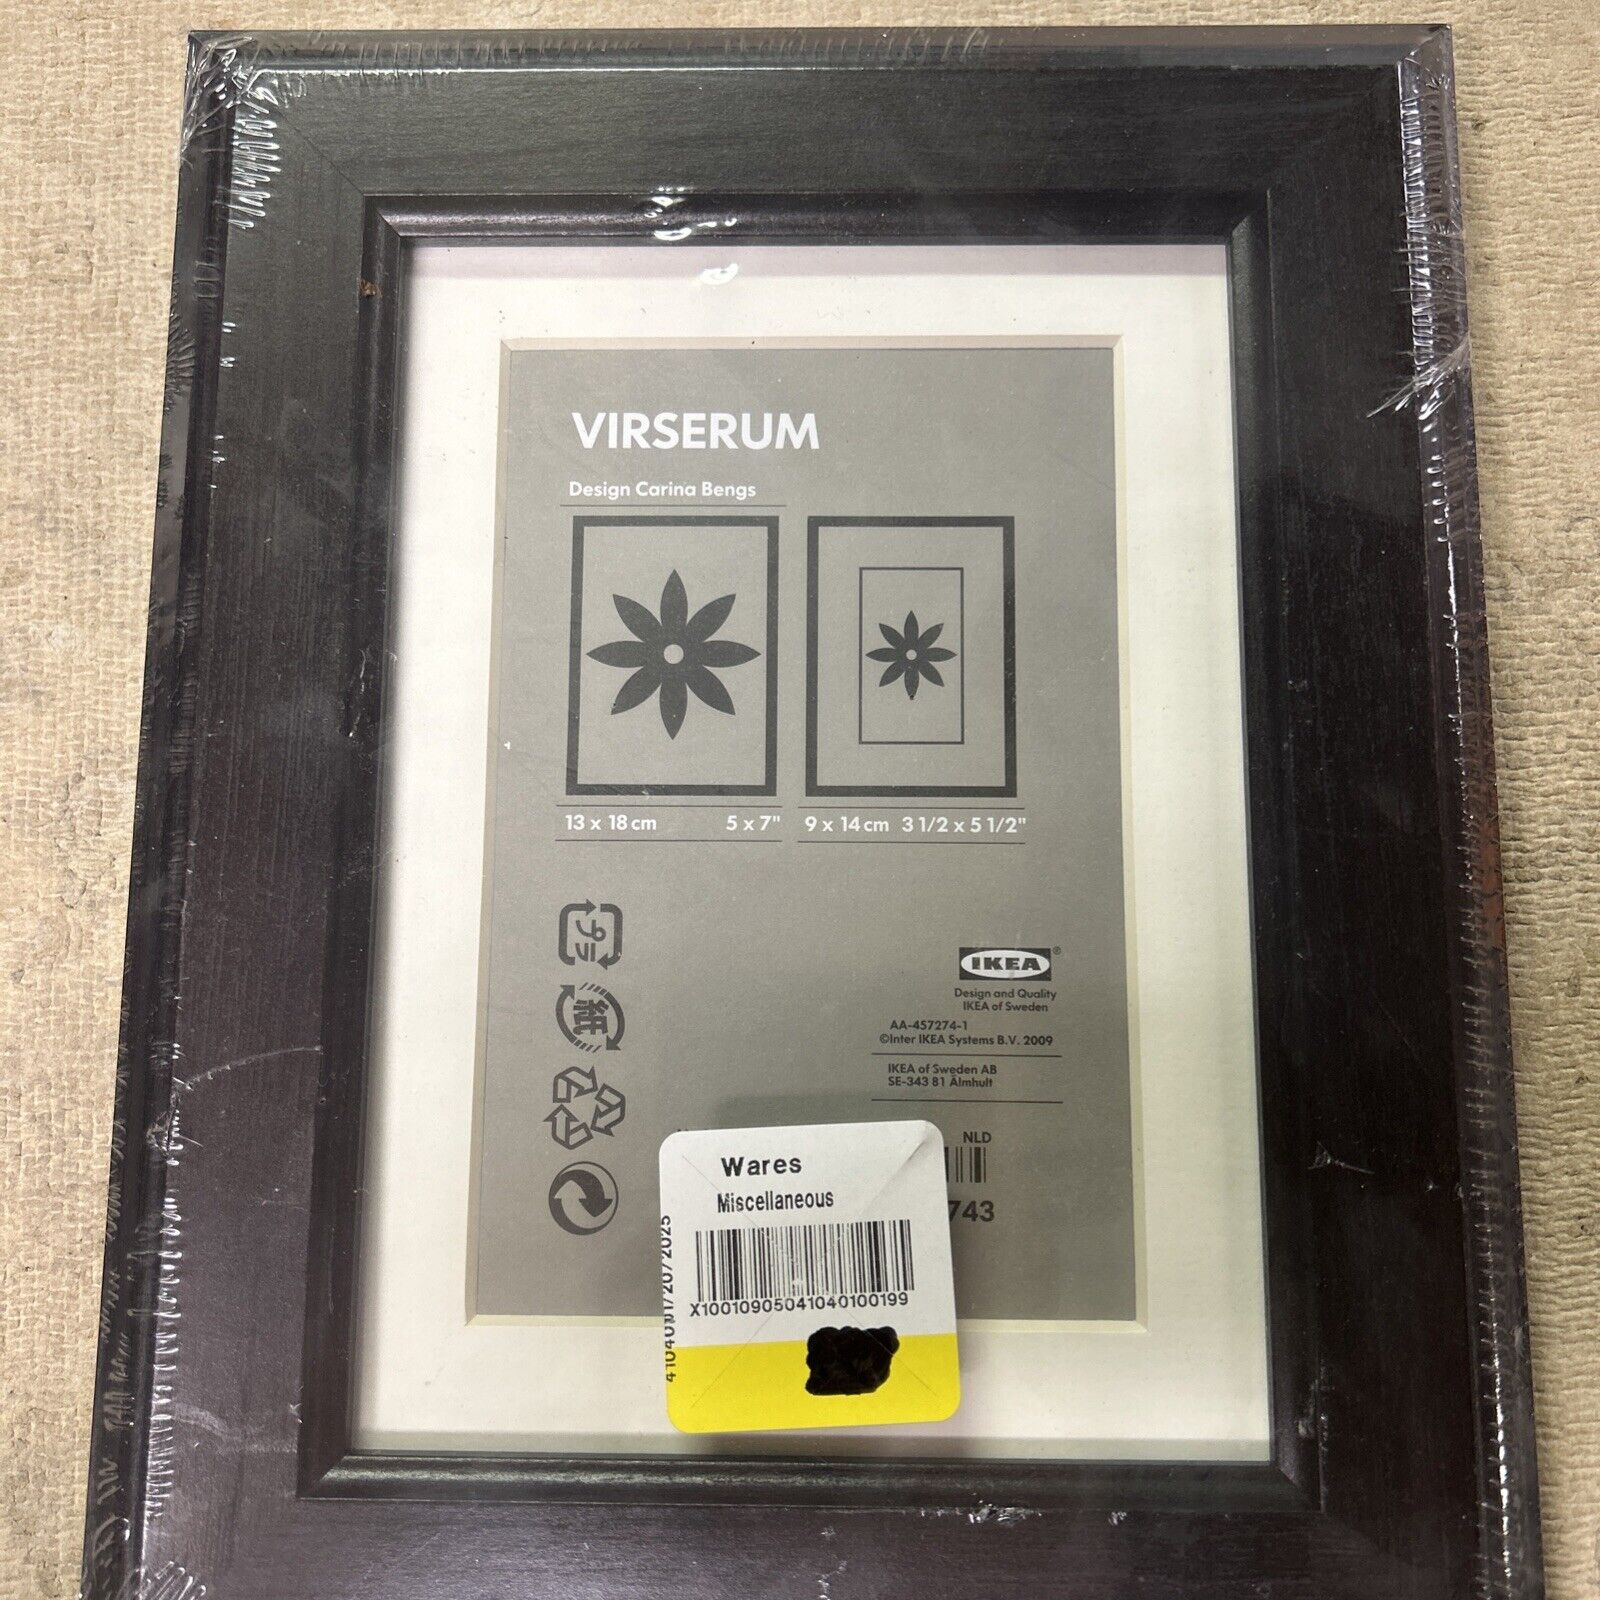 VIRSERUM
Design Carina Bengs
13 x 18 cm 5 x 7"
9 x 14 cm 3 1/2 x 5 1/2"
IKEA®
Design and Quality
IKEA of Sweden
AA-457274-1
©Inter IKEA Systems B.V. 2009
IKEA of Sweden AB
SE-343 81 Älmhult
NLD
743
Wares
Miscellaneous
X10010905041040100199